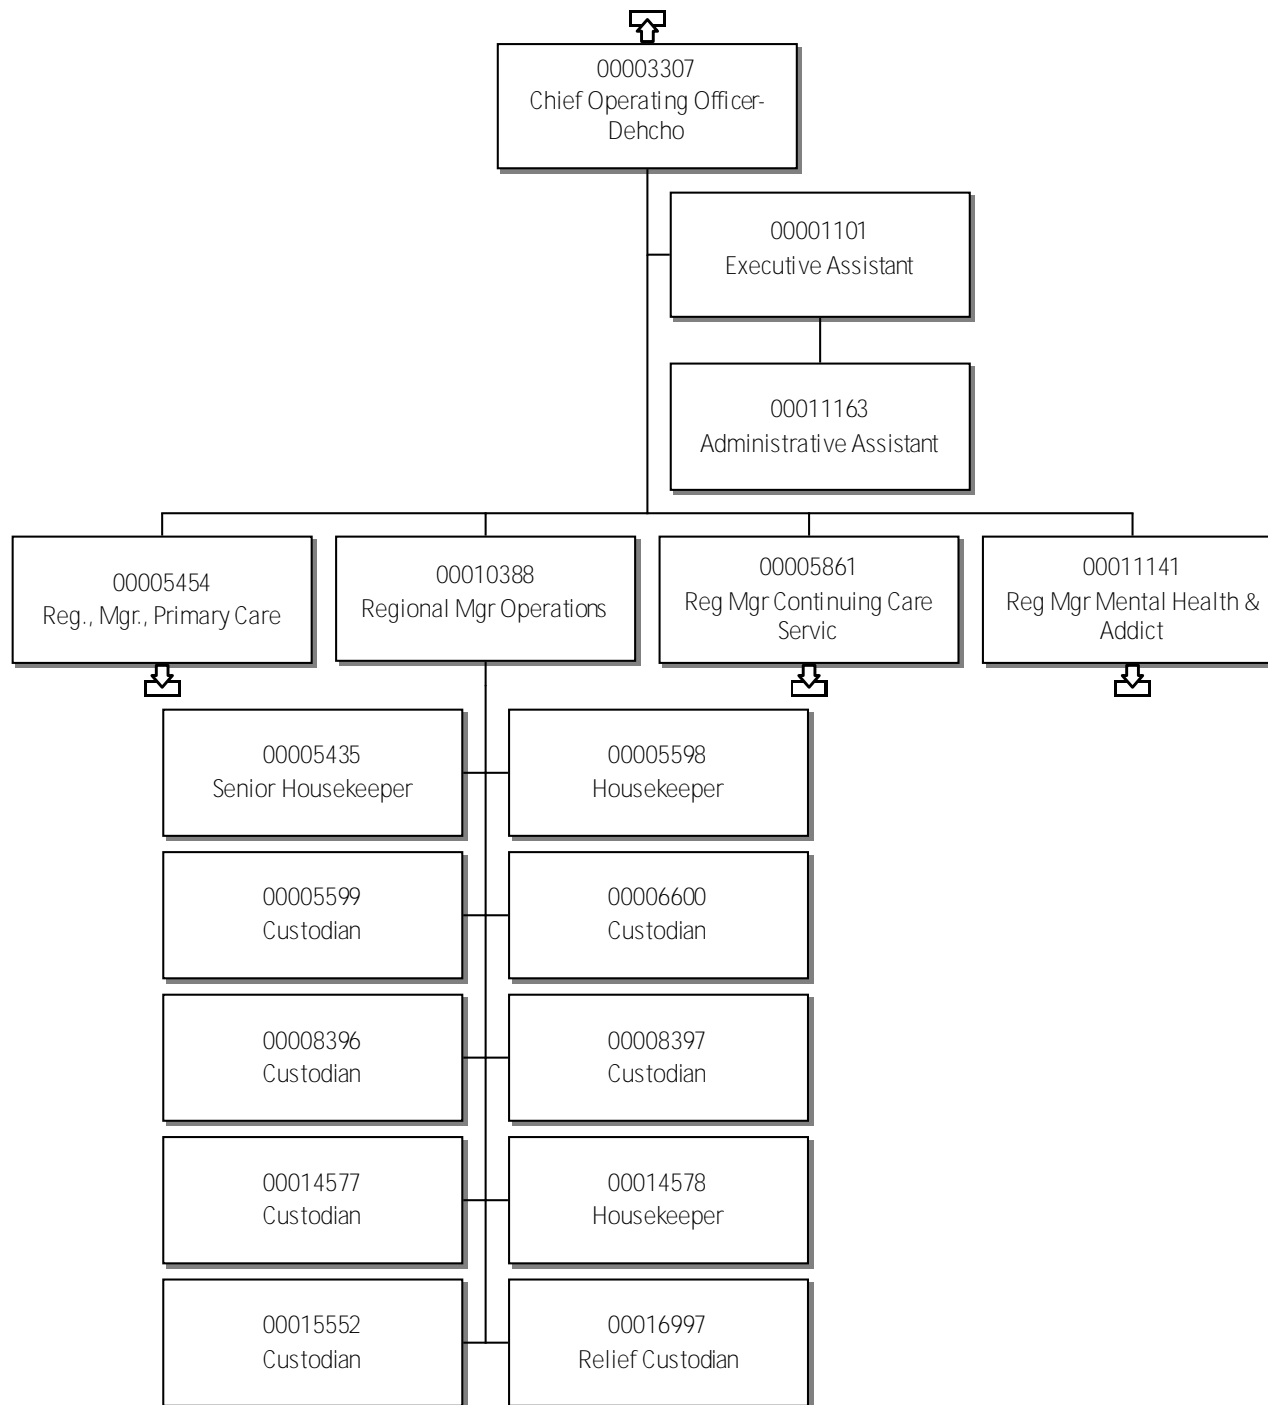 00003307
Chief Operating Officer-
Dehcho
00001101
Executive Assistant
00011163
Administrative Assistant
00005454
Reg., Mgr., Primary Care
00010388
Regional Mgr Operations
00005861
Reg Mgr Continuing Care
Servic
00011141
Reg Mgr Mental Health &
Addict
00005435
Senior Housekeeper
00005598
Housekeeper
00005599
Custodian
00006600
Custodian
00008396
Custodian
00008397
Custodian
00014577
Custodian
00014578
Housekeeper
00015552
Custodian
00016997
Relief Custodian